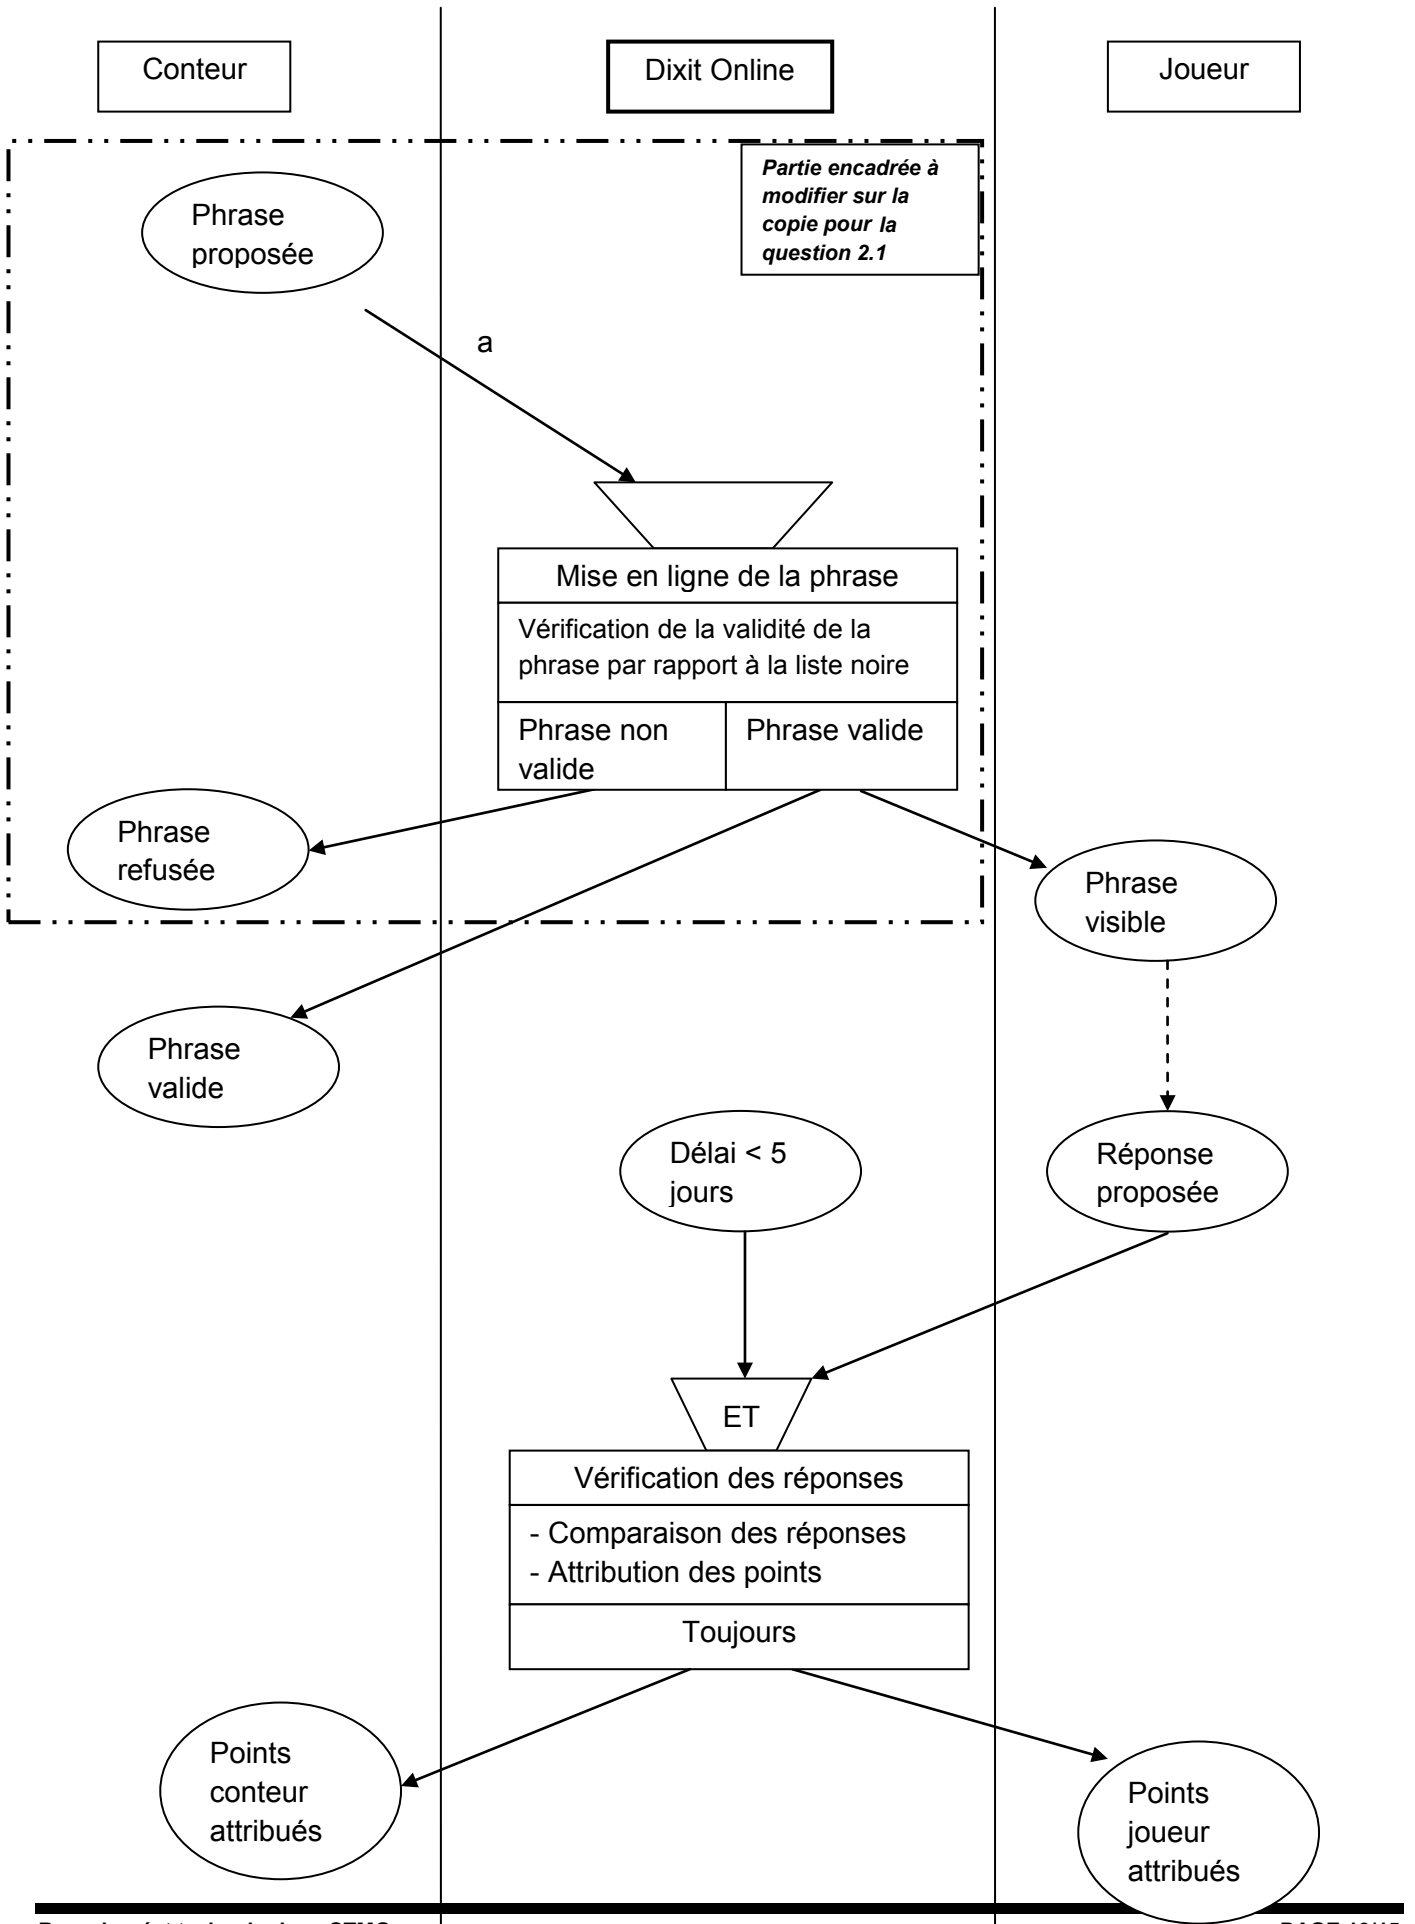 Conteur
Dixit Online
Joueur
Partie encadrée à
modifier sur la
copie pour la
question 2.1
Phrase
proposée
a
Mise en ligne de la phrase
Vérification de la validité de la
phrase par rapport à la liste noire
Phrase non
valide
Phrase valide
Phrase
refusée
Phrase
visible
Phrase
valide
Délai < 5
jours
Réponse
proposée
ET
Vérification des réponses
- Comparaison des réponses
- Attribution des points
Toujours
Points
conteur
attribués
Points
joueur
attribués